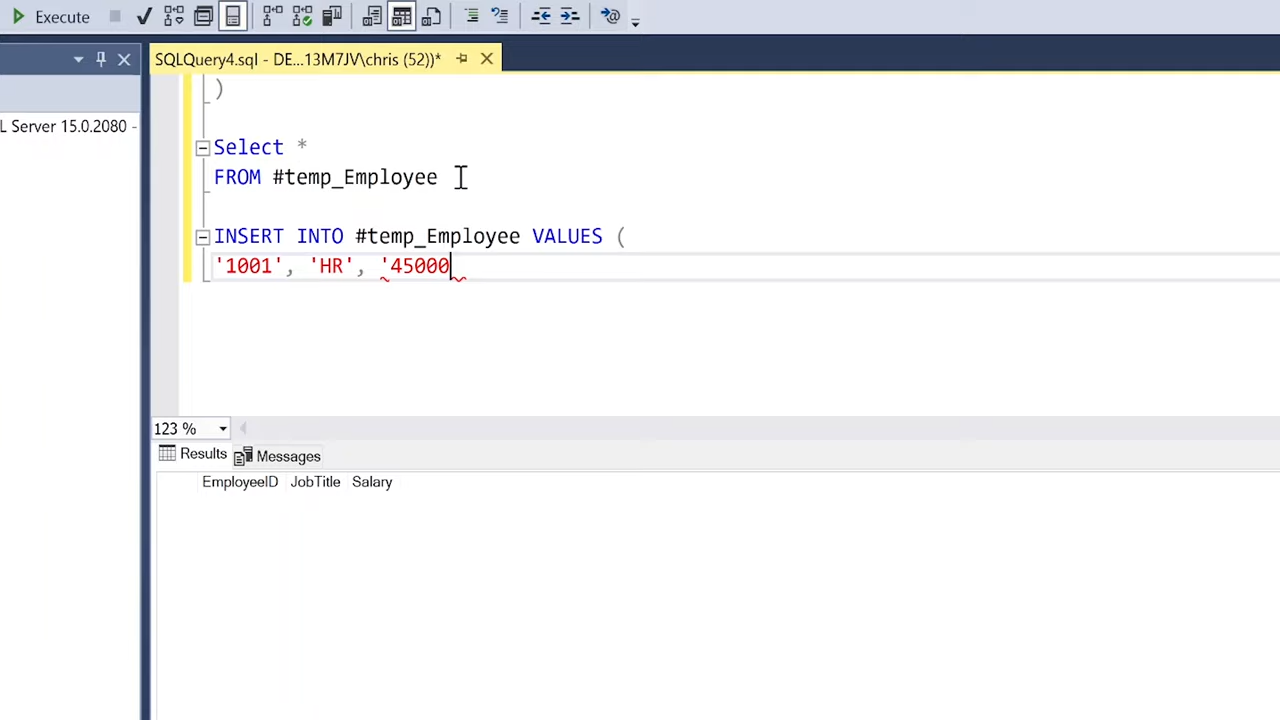 Execute
SQLQuery4.sql - DE...13M7JV\chris (52))*
)
L Server 15.0.2080 -
Select *
FROM #temp_Employee
INSERT INTO #temp_Employee VALUES (
'1001', 'HR', '45000
123 %
Results Messages
EmployeeID JobTitle Salary